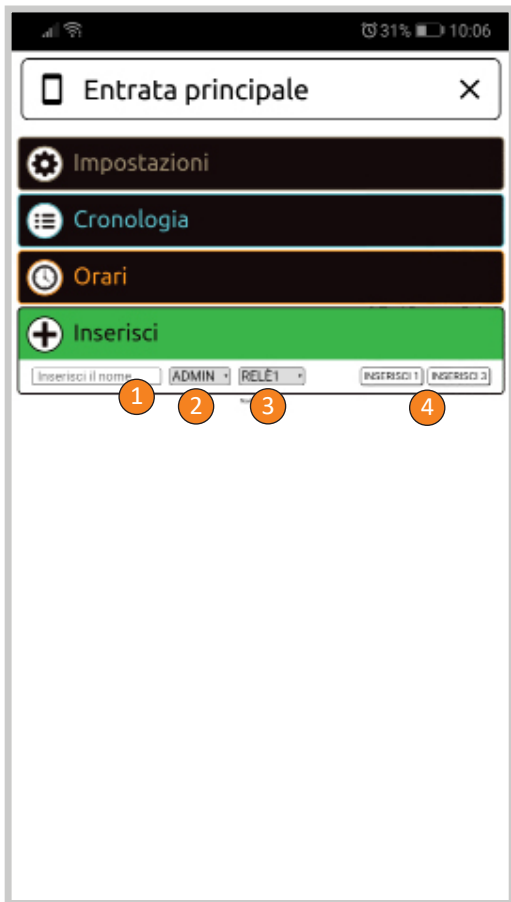 31% 10:06
Entrata principale
Impostazioni
Cronologia
Orari
Inserisci
Inserisci il nome ADMIN RELÈ1 INSERISCI 1 INSERISCI 3
1 2 3 4